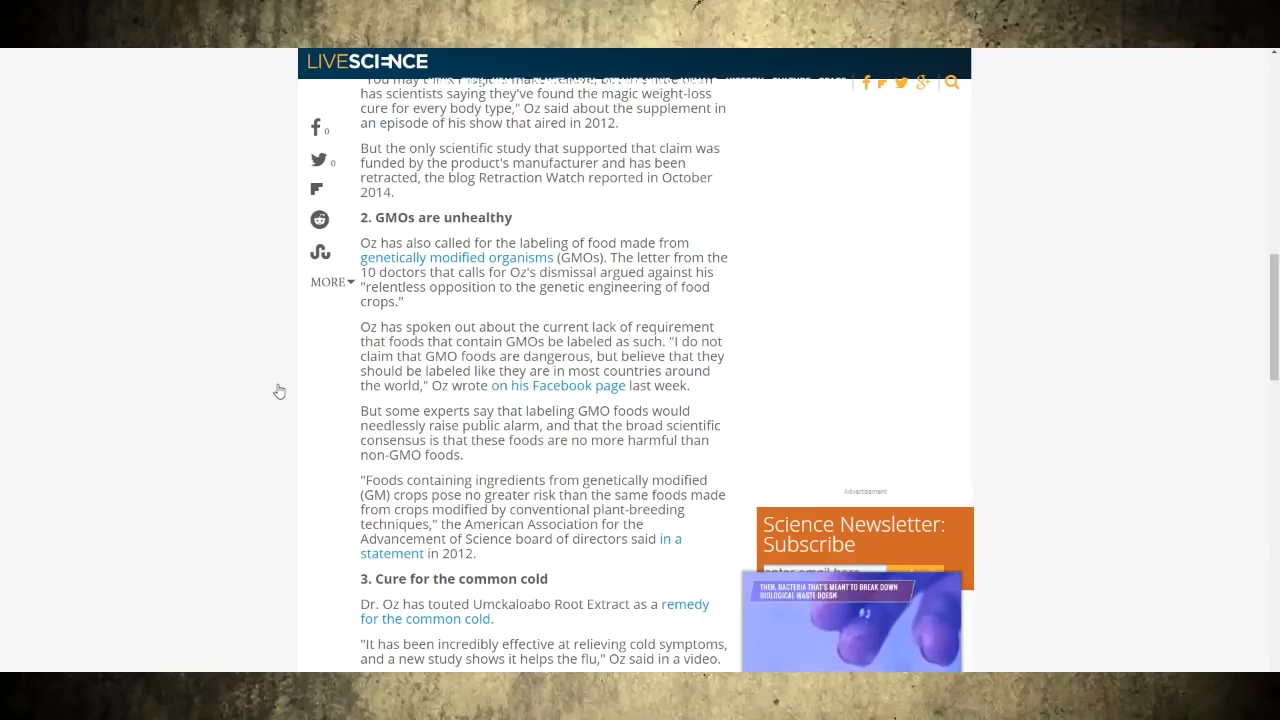 LIVESCIENCE
has scientists saying they've found the magic weight-loss
cure for every body type," Oz said about the supplement in
an episode of his show that aired in 2012.
But the only scientific study that supported that claim was
funded by the product's manufacturer and has been
retracted, the blog Retraction Watch reported in October
2014.
2. GMOs are unhealthy
Oz has also called for the labeling of food made from
genetically modified organisms (GMOs). The letter from the
10 doctors that calls for Oz's dismissal argued against his
"relentless opposition to the genetic engineering of food
crops."
Oz has spoken out about the current lack of requirement
that foods that contain GMOs be labeled as such. "I do not
claim that GMO foods are dangerous, but believe that they
should be labeled like they are in most countries around
the world," Oz wrote on his Facebook page last week.
But some experts say that labeling GMO foods would
needlessly raise public alarm, and that the broad scientific
consensus is that these foods are no more harmful than
non-GMO foods.
"Foods containing ingredients from genetically modified
(GM) crops pose no greater risk than the same foods made
from crops modified by conventional plant-breeding
techniques," the American Association for the
Advancement of Science board of directors said in a
statement in 2012.
3. Cure for the common cold
Dr. Oz has touted Umckaloabo Root Extract as a remedy
for the common cold.
"It has been incredibly effective at relieving cold symptoms,
and a new study shows it helps the flu," Oz said in a video.
0
0
MORE
Advertisement
Science Newsletter:
Subscribe
enter email here
THEN, BACTERIA THAT'S MEANT TO BREAK DOWN
BIOLOGICAL WASTE DOESN